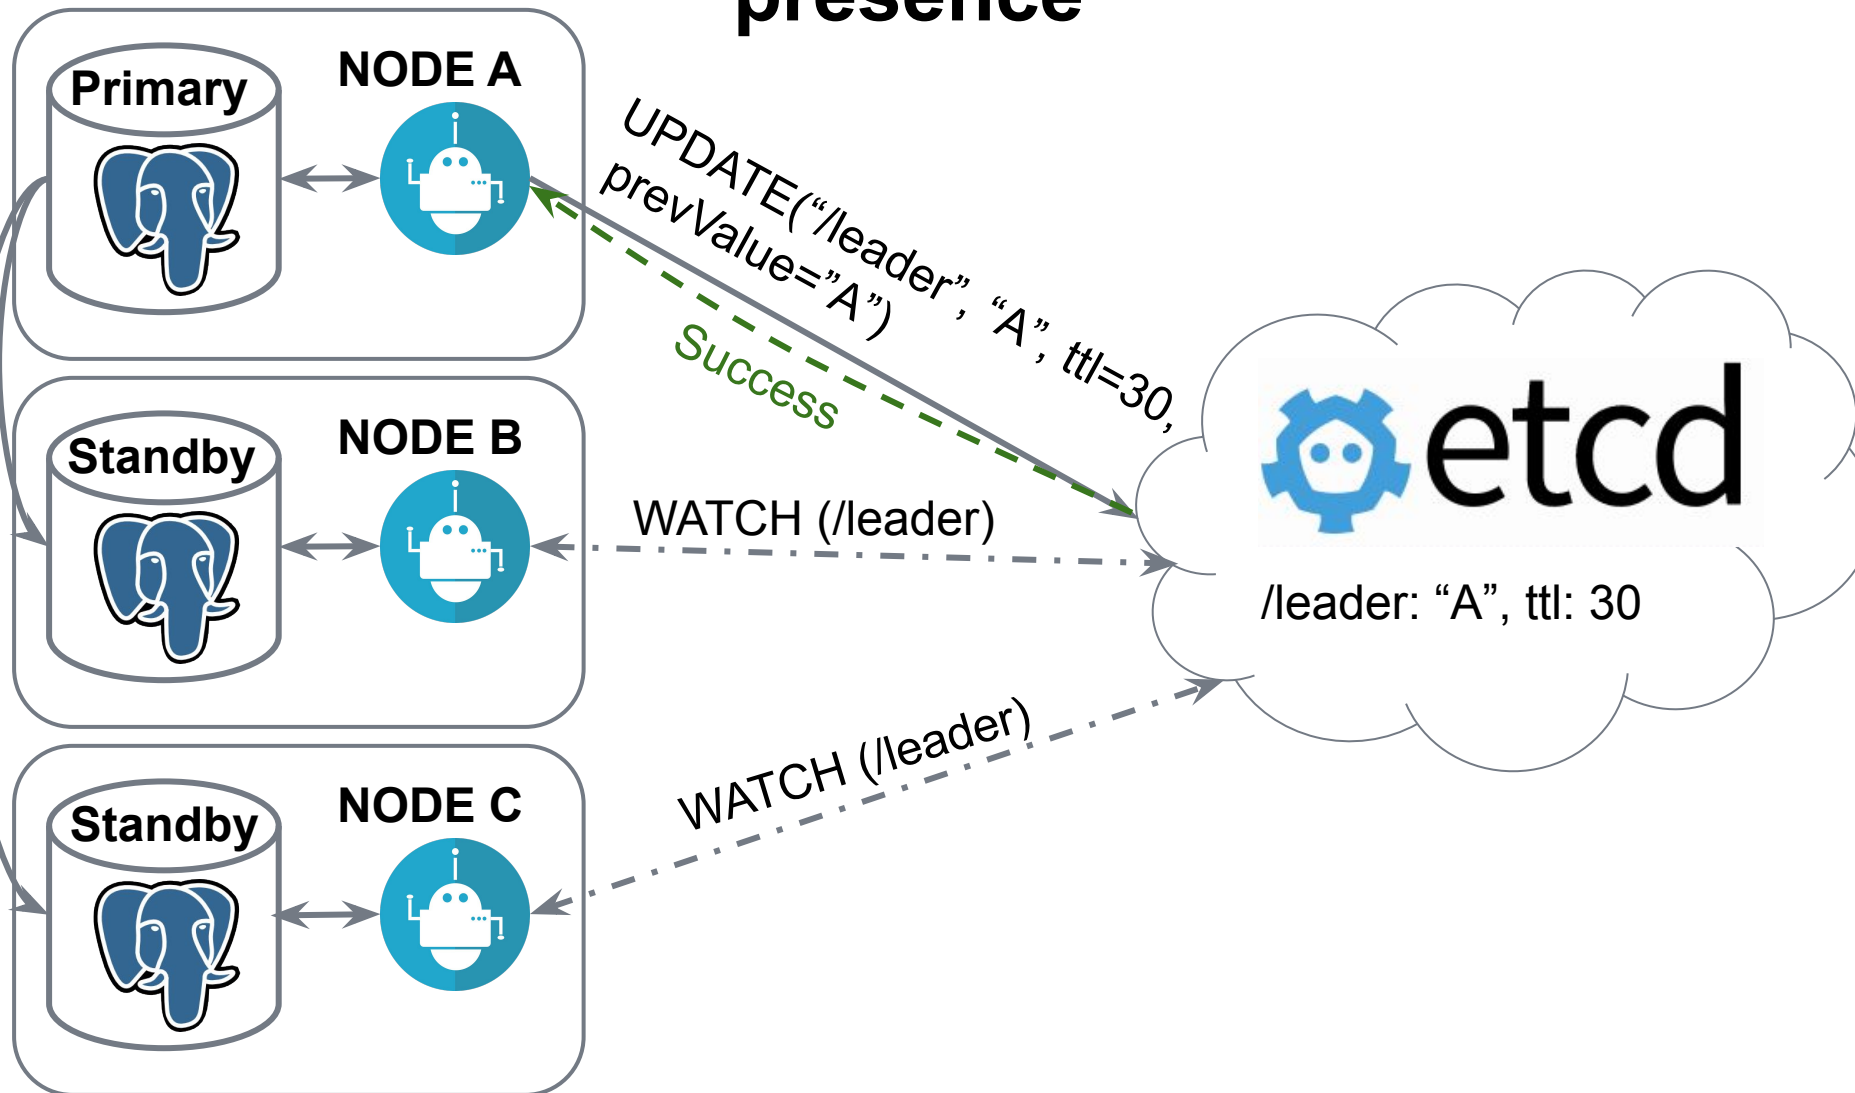 presence
Primary
NODE A
UPDATE(“/leader”, “A”, ttl=30,
prevValue=”A”)
Success
Standby
NODE B
WATCH (/leader)
etcd
/leader: “A”, ttl: 30
WATCH (/leader)
Standby
NODE C